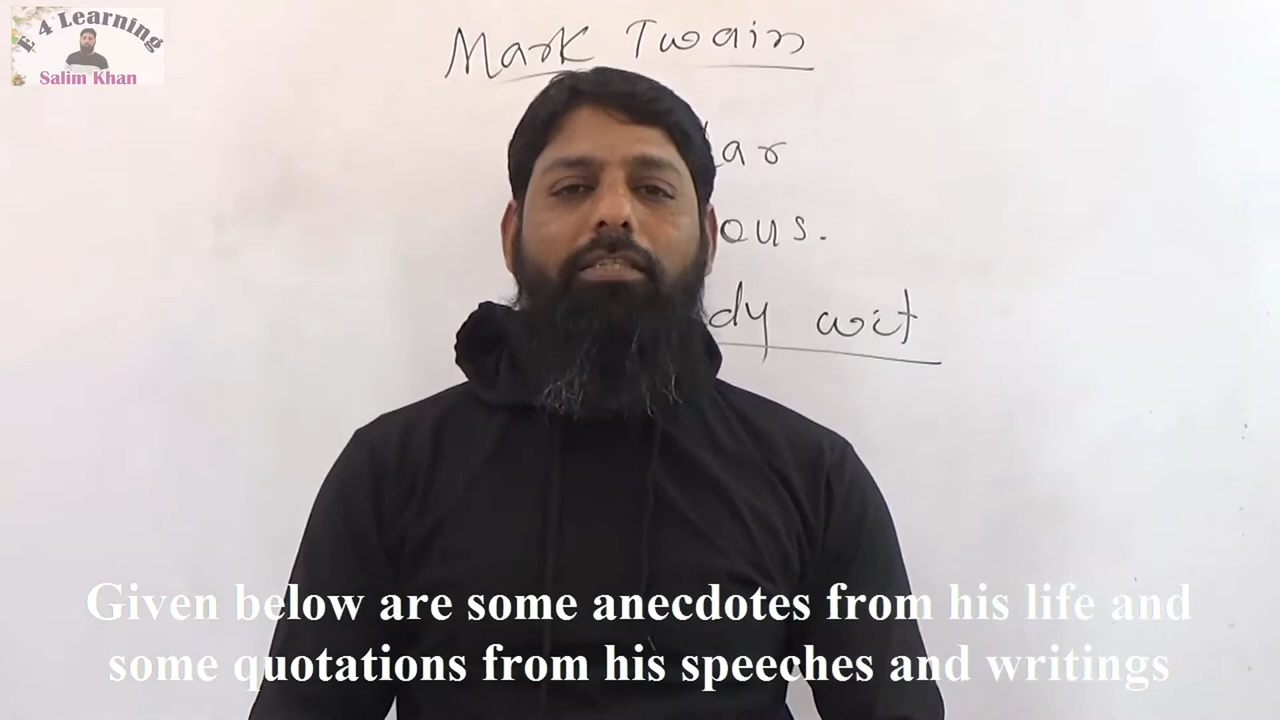 E 4 Learning
Salim Khan
Mark Twain
ous.
wit
Given below are some anecdotes from his life and
some quotations from his speeches and writings